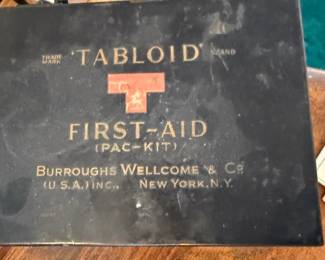 TRADE MARK 'TABLOID' BRAND
FIRST-AID
(PAC-KIT)
BURROUGHS WELLCOME & Co.
(U.S.A.) INC., NEW YORK, N.Y.